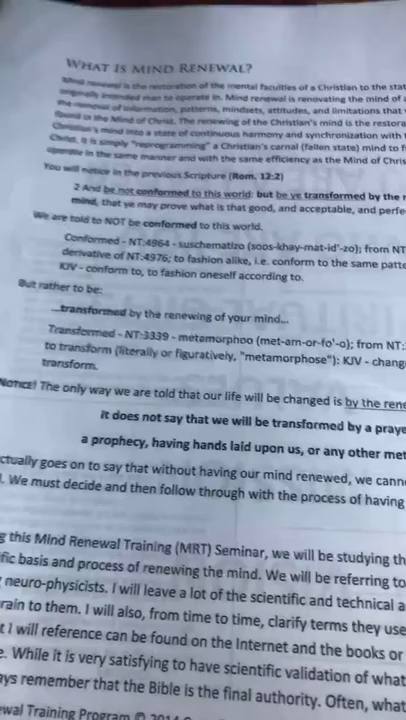 WHAT IS MIND RENEWAL?
Mind renewal is the restoration of the mental faculties of a Christian to the stat
originally intended man to operate in. Mind renewal is renovating the mind of
the removal of information, patterns, mindsets, attitudes, and limitations that
found in the Mind of Christ. The renewing of the Christian's mind is the restora
Christian's mind into a state of continuous harmony and synchronization with
Christ. It is simply "reprogramming" a Christian's carnal (fallen state) mind to f
operate in the same manner and with the same efficiency as the Mind of Chris
You will notice in the previous Scripture (Rom. 12:2)
2 And be not conformed to this world: but be ye transformed by the r
mind, that ye may prove what is that good, and acceptable, and perfe
We are told to NOT be conformed to this world.
Conformed - NT:4964 - suschematizo (soos-khay-mat-id'-zo); from NT
derivative of NT:4976; to fashion alike, i.e. conform to the same patte
KJV - conform to, to fashion oneself according to.
But rather to be:
...transformed by the renewing of your mind...
Transformed - NT:3339 - metamorphoo (met-am-or-fo'-o); from NT:
to transform (literally or figuratively, "metamorphose"): KJV - chang
transform.
NOTICE! The only way we are told that our life will be changed is by the rene
It does not say that we will be transformed by a praye
a prophecy, having hands laid upon us, or any other met
ctually goes on to say that without having our mind renewed, we canno
. We must decide and then follow through with the process of having
g this Mind Renewal Training (MRT) Seminar, we will be studying th
fic basis and process of renewing the mind. We will be referring to
neuro-physicists. I will leave a lot of the scientific and technical a
rain to them. I will also, from time to time, clarify terms they use
t I will reference can be found on the Internet and the books or
e. While it is very satisfying to have scientific validation of what
ays remember that the Bible is the final authority. Often, what
ewal Training Program © 2014